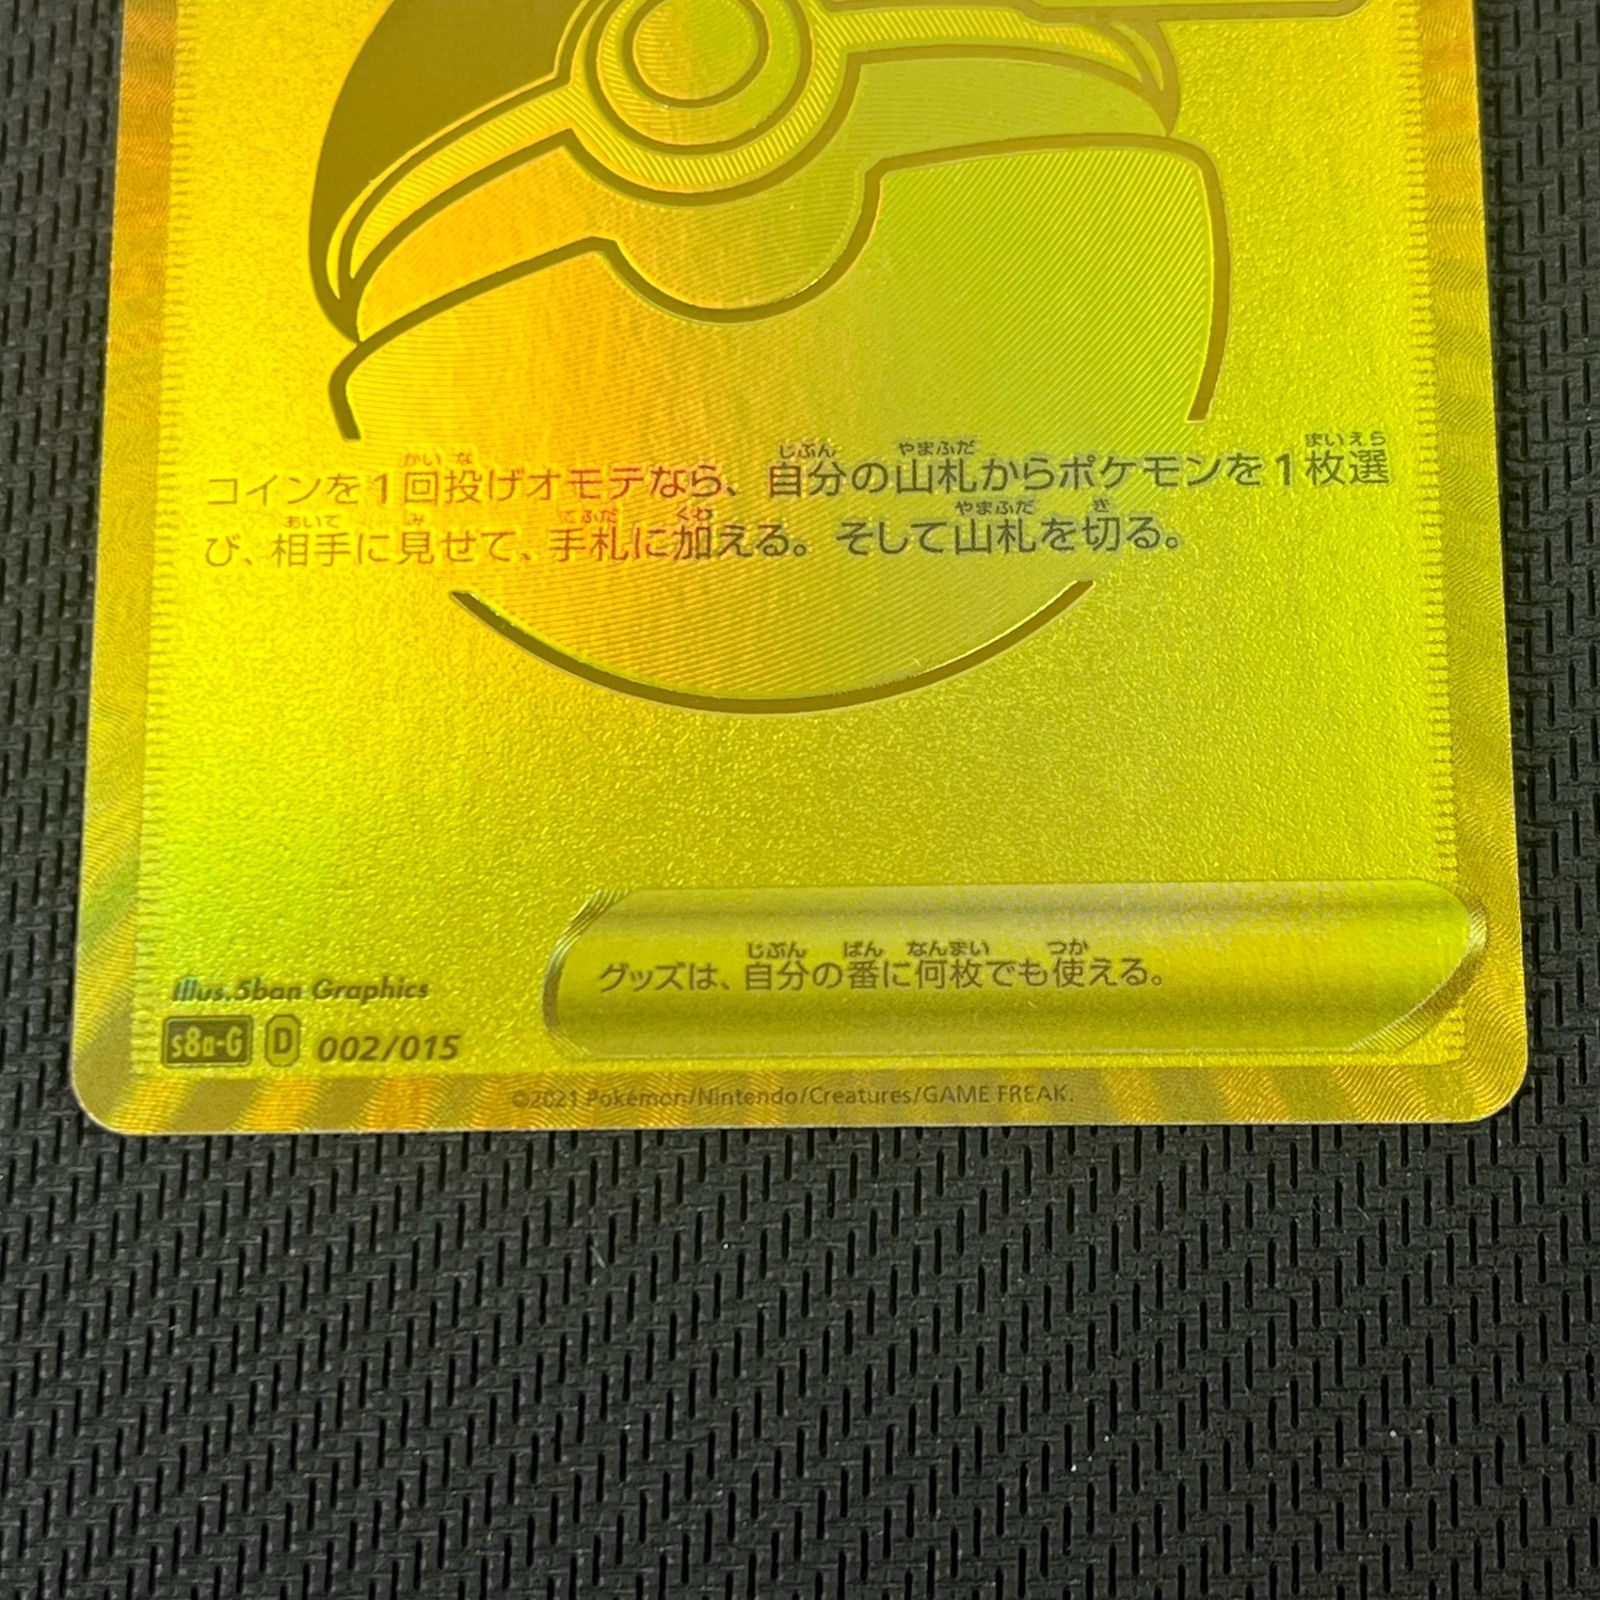 コインを1回投げオモテなら、自分の山札からポケモンを1枚選
び、相手に見せて、手札に加える。そして山札を切る。
グッズは、自分の番に何枚でも使える。
Illus.5ban Graphics
s8a-G D 002/015
©2021 Pokémon/Nintendo/Creatures/GAME FREAK.